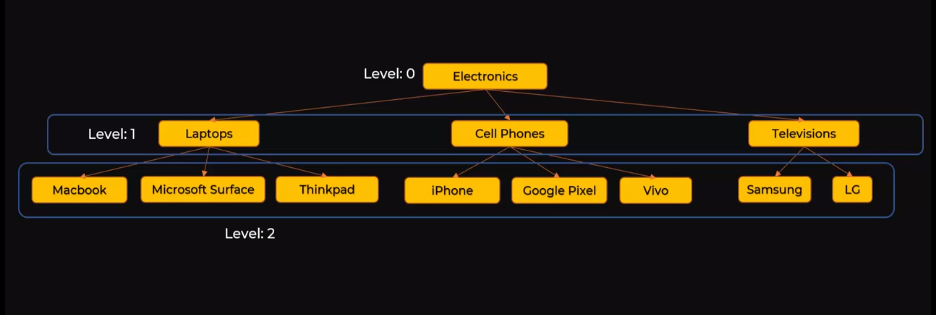 Level: 0
Electronics
Level: 1
Laptops
Cell Phones
Televisions
Macbook
Microsoft Surface
Thinkpad
iPhone
Google Pixel
Vivo
Samsung
LG
Level: 2